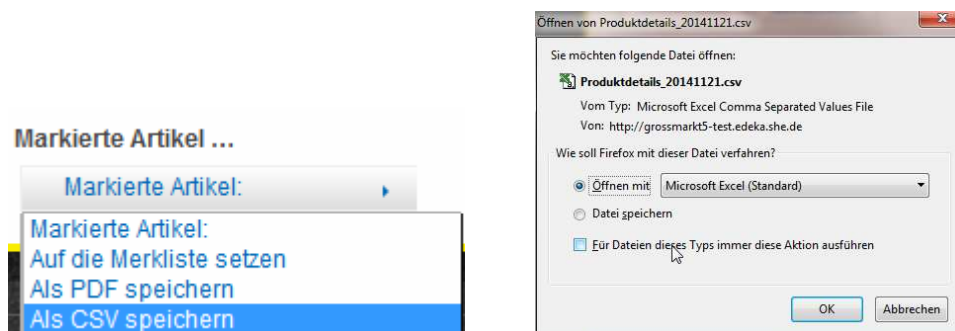 Markierte Artikel ...
Markierte Artikel:
Markierte Artikel:
Auf die Merkliste setzen
Als PDF speichern
Als CSV speichern
Öffnen von Produktdetails_20141121.csv
Sie möchten folgende Datei öffnen:
Produktdetails_20141121.csv
Vom Typ: Microsoft Excel Comma Separated Values File
Von: http://grossmarkt5-test.edeka.she.de
Wie soll Firefox mit dieser Datei verfahren?
Öffnen mit Microsoft Excel (Standard)
Datei speichern
Für Dateien dieses Typs immer diese Aktion ausführen
OK Abbrechen